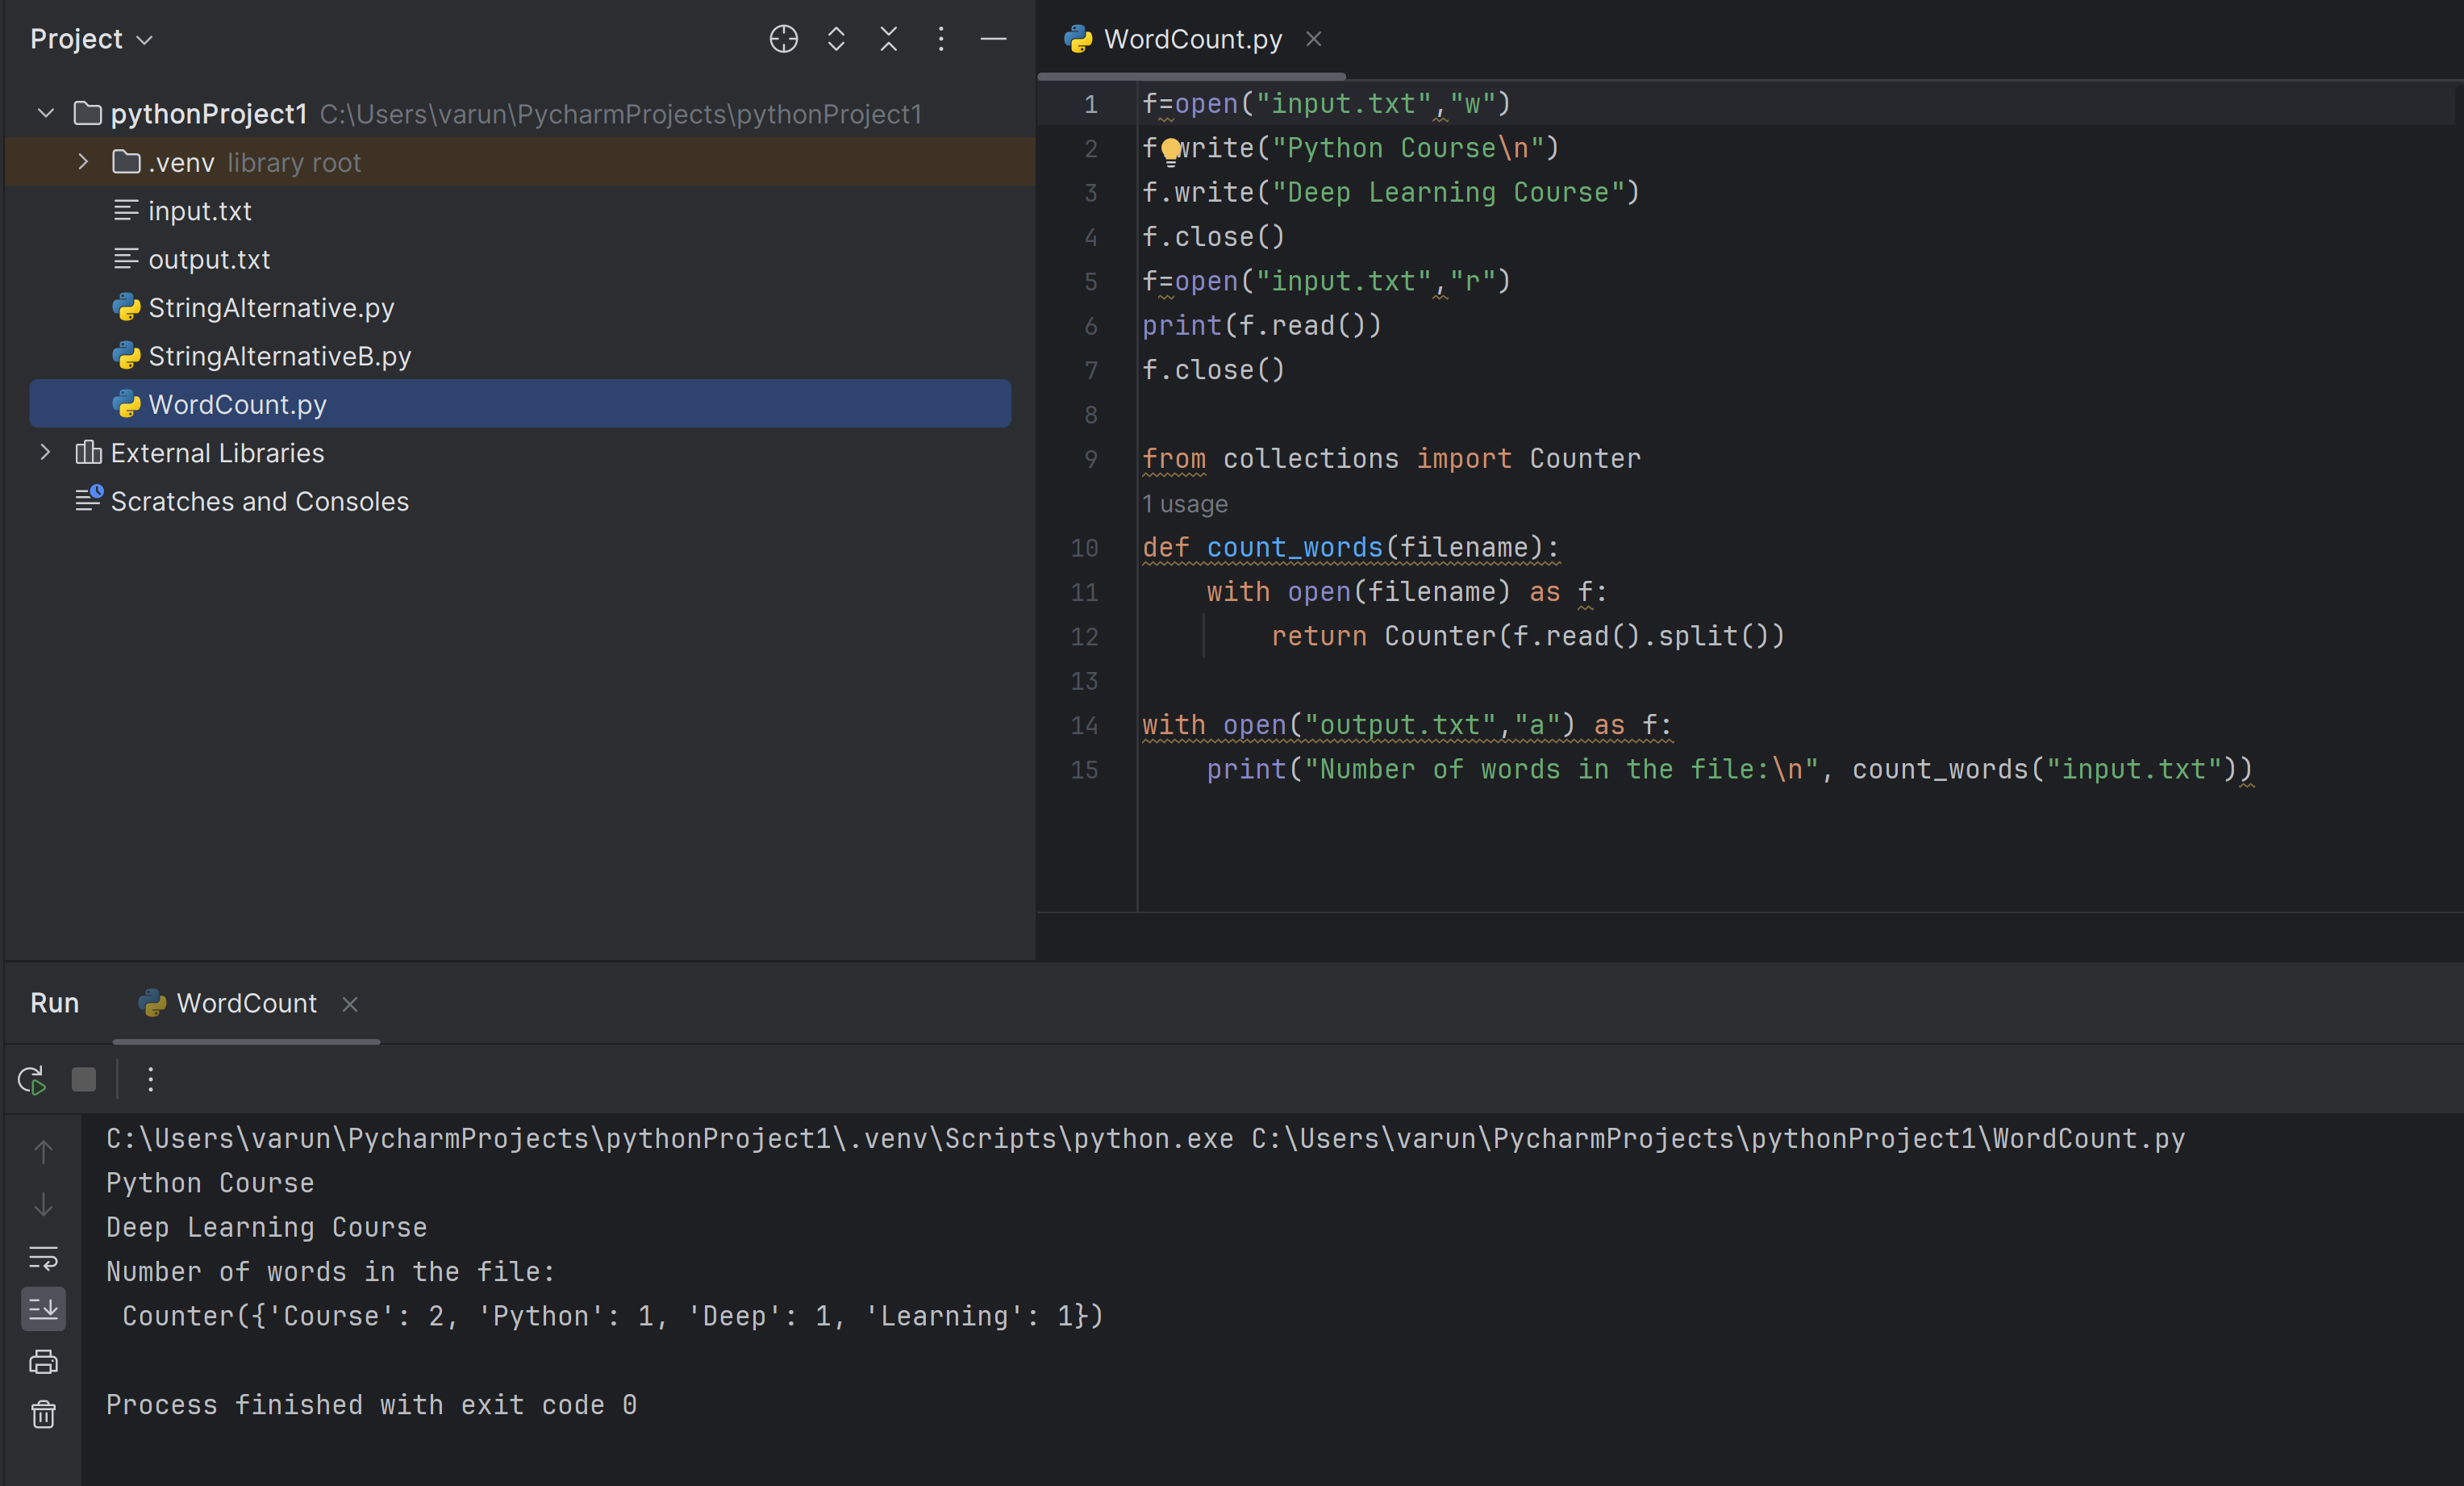 Project
pythonProject1 C:\Users\varun\PycharmProjects\pythonProject1
.venv library root
input.txt
output.txt
StringAlternative.py
StringAlternativeB.py
WordCount.py
External Libraries
Scratches and Consoles
WordCount.py
1 f=open("input.txt","w")
2 f.write("Python Course\n")
3 f.write("Deep Learning Course")
4 f.close()
5 f=open("input.txt","r")
6 print(f.read())
7 f.close()
8
9 from collections import Counter
1 usage
10 def count_words(filename):
11     with open(filename) as f:
12         return Counter(f.read().split())
13
14 with open("output.txt","a") as f:
15     print("Number of words in the file:\n", count_words("input.txt"))
Run WordCount
C:\Users\varun\PycharmProjects\pythonProject1\.venv\Scripts\python.exe C:\Users\varun\PycharmProjects\pythonProject1\WordCount.py
Python Course
Deep Learning Course
Number of words in the file:
 Counter({'Course': 2, 'Python': 1, 'Deep': 1, 'Learning': 1})
Process finished with exit code 0